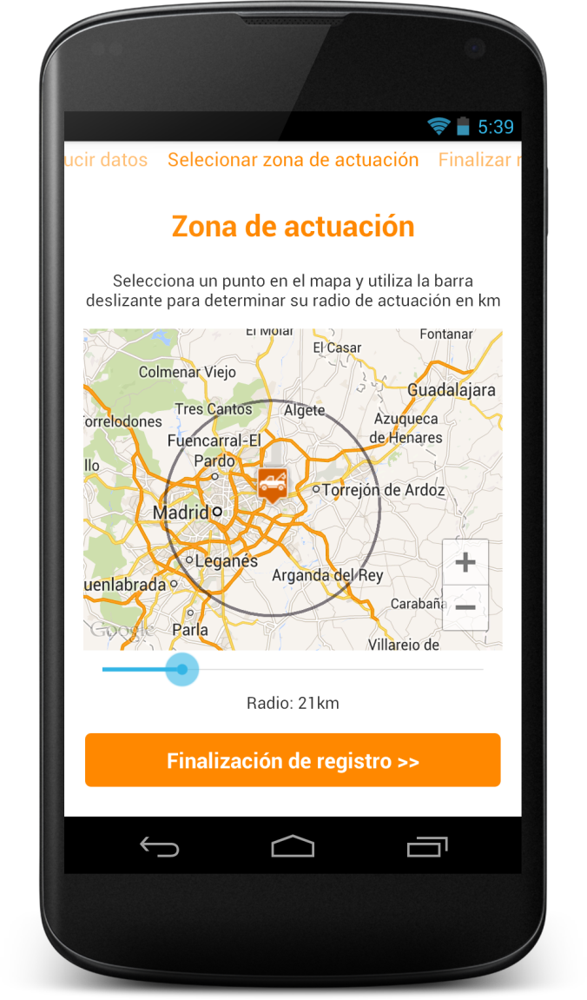 5:39
ucir datos Selecionar zona de actuación Finalizar r
Zona de actuación
Selecciona un punto en el mapa y utiliza la barra
deslizante para determinar su radio de actuación en km
El Molar
Fontanar
El Casar
Colmenar Viejo
Guadalajara
Tres Cantos
Algete
orrelodones
Azuqueca
de Henares
Fuencarral-El
Pardo
llo
Torrejón de Ardoz
Madrid
Leganés
Arganda del Rey
uenlabrada
Carabaña
Parla
Google
Villarejo de
+
−
Radio: 21km
Finalización de registro >>